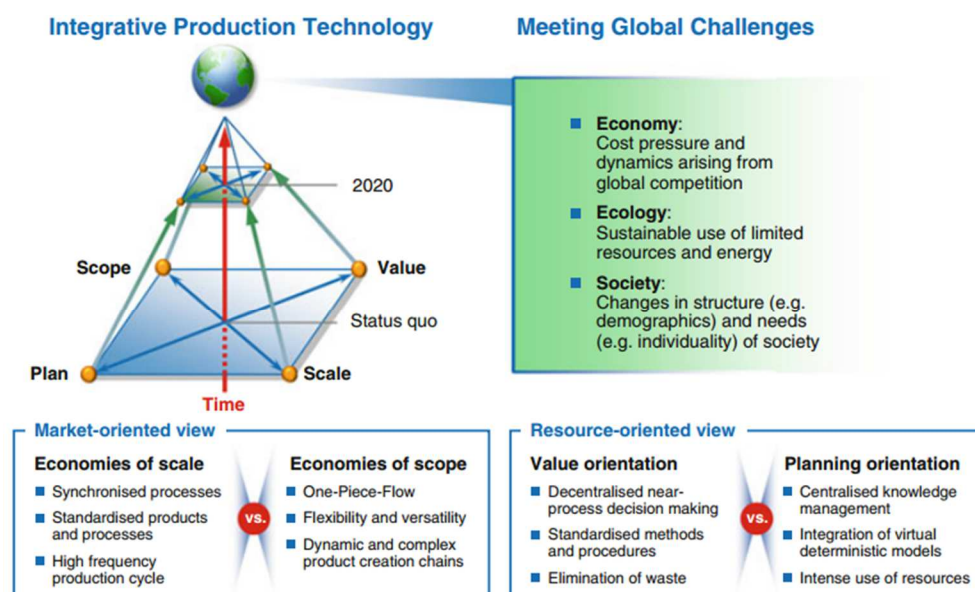 Integrative Production Technology
Meeting Global Challenges
2020
Scope
Value
Status quo
Plan
Scale
Time
■ Economy:
Cost pressure and
dynamics arising from
global competition
■ Ecology:
Sustainable use of limited
resources and energy
■ Society:
Changes in structure (e.g.
demographics) and needs
(e.g. individuality) of society
Market-oriented view
Economies of scale
■ Synchronised processes
■ Standardised products
and processes
■ High frequency
production cycle
vs.
Economies of scope
■ One-Piece-Flow
■ Flexibility and versatility
■ Dynamic and complex
product creation chains
Resource-oriented view
Value orientation
■ Decentralised near-
process decision making
■ Standardised methods
and procedures
■ Elimination of waste
vs.
Planning orientation
■ Centralised knowledge
management
■ Integration of virtual
deterministic models
■ Intense use of resources